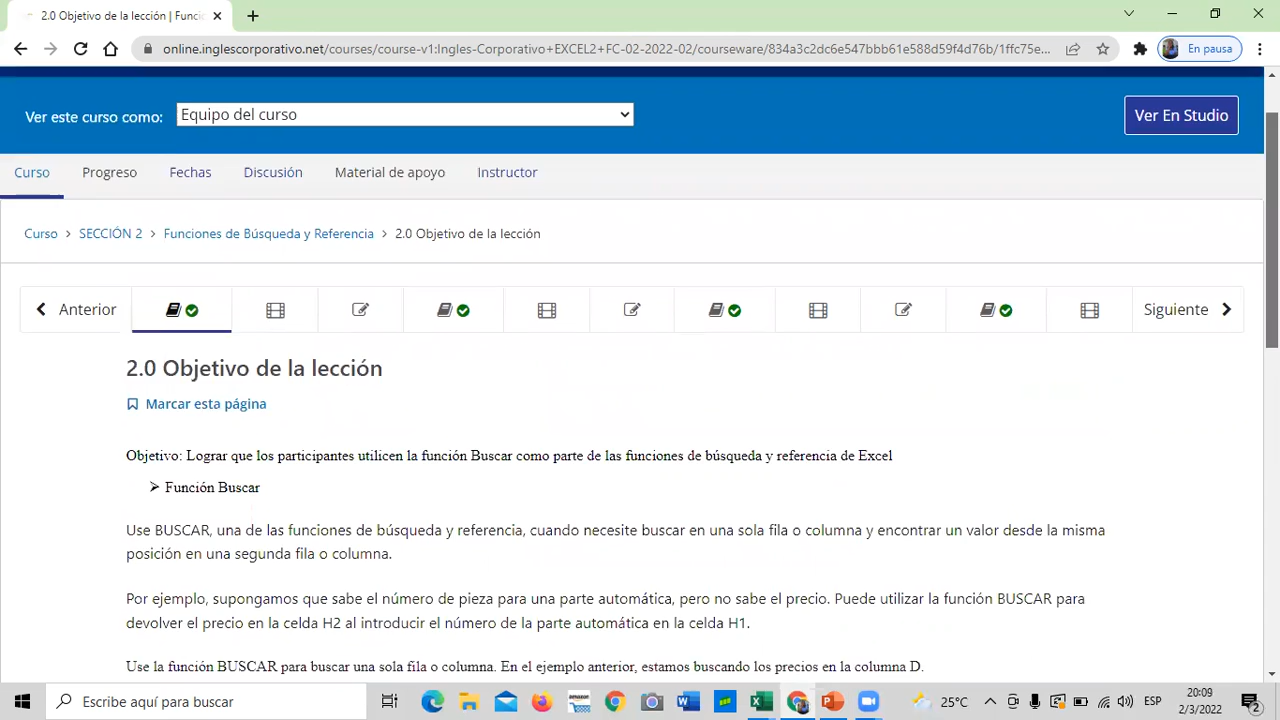 2.0 Objetivo de la lección | Funci
online.inglescorporativo.net/courses/course-v1:Ingles-Corporativo+EXCEL2+FC-02-2022-02/courseware/834a3c2dc6e547bbb61e588d59f4d76b/1ffc75e...
En pausa
Ver este curso como:
Equipo del curso
Ver En Studio
Curso
Progreso
Fechas
Discusión
Material de apoyo
Instructor
Curso > SECCIÓN 2 > Funciones de Búsqueda y Referencia > 2.0 Objetivo de la lección
Anterior
Siguiente
2.0 Objetivo de la lección
Marcar esta página
Objetivo: Lograr que los participantes utilicen la función Buscar como parte de las funciones de búsqueda y referencia de Excel
➢ Función Buscar
Use BUSCAR, una de las funciones de búsqueda y referencia, cuando necesite buscar en una sola fila o columna y encontrar un valor desde la misma
posición en una segunda fila o columna.
Por ejemplo, supongamos que sabe el número de pieza para una parte automática, pero no sabe el precio. Puede utilizar la función BUSCAR para
devolver el precio en la celda H2 al introducir el número de la parte automática en la celda H1.
Use la función BUSCAR para buscar una sola fila o columna. En el ejemplo anterior, estamos buscando los precios en la columna D.
Escribe aquí para buscar
25°C
ESP
20:09
2/3/2022
2